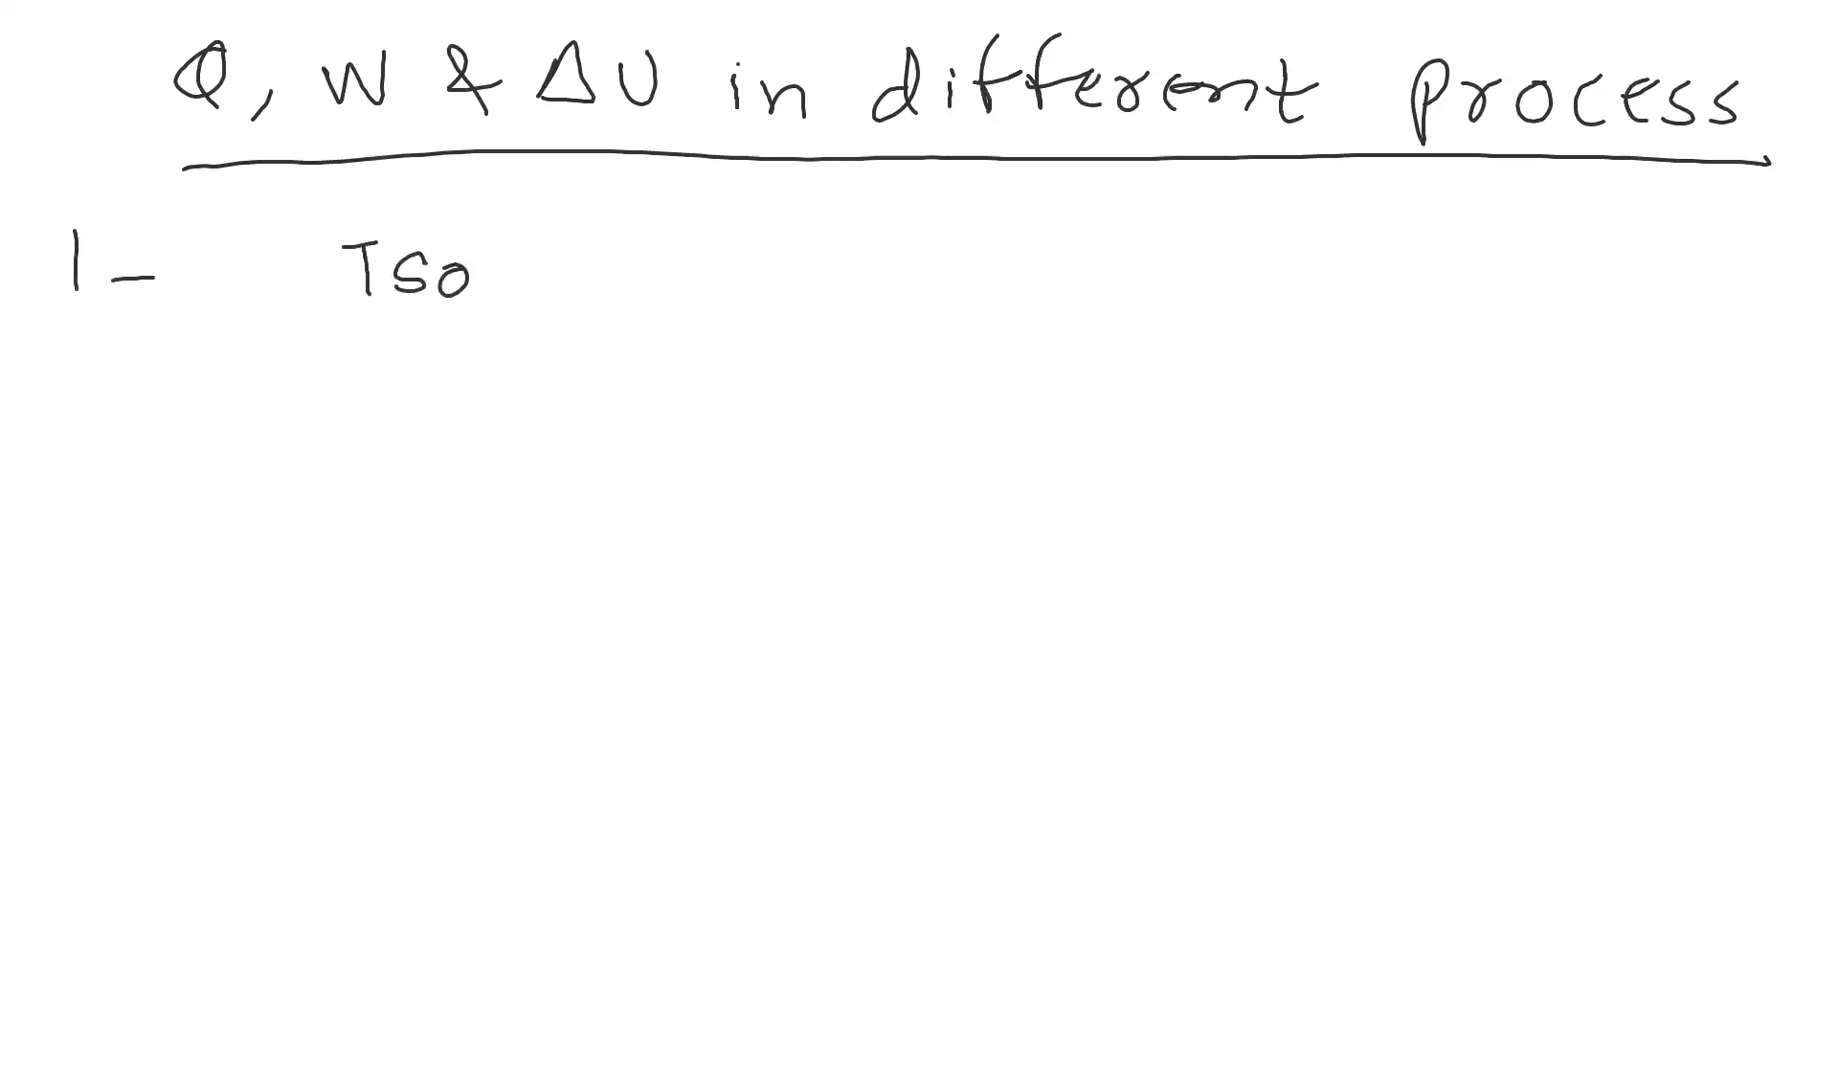 Q, W & ΔU in different process
1- Iso